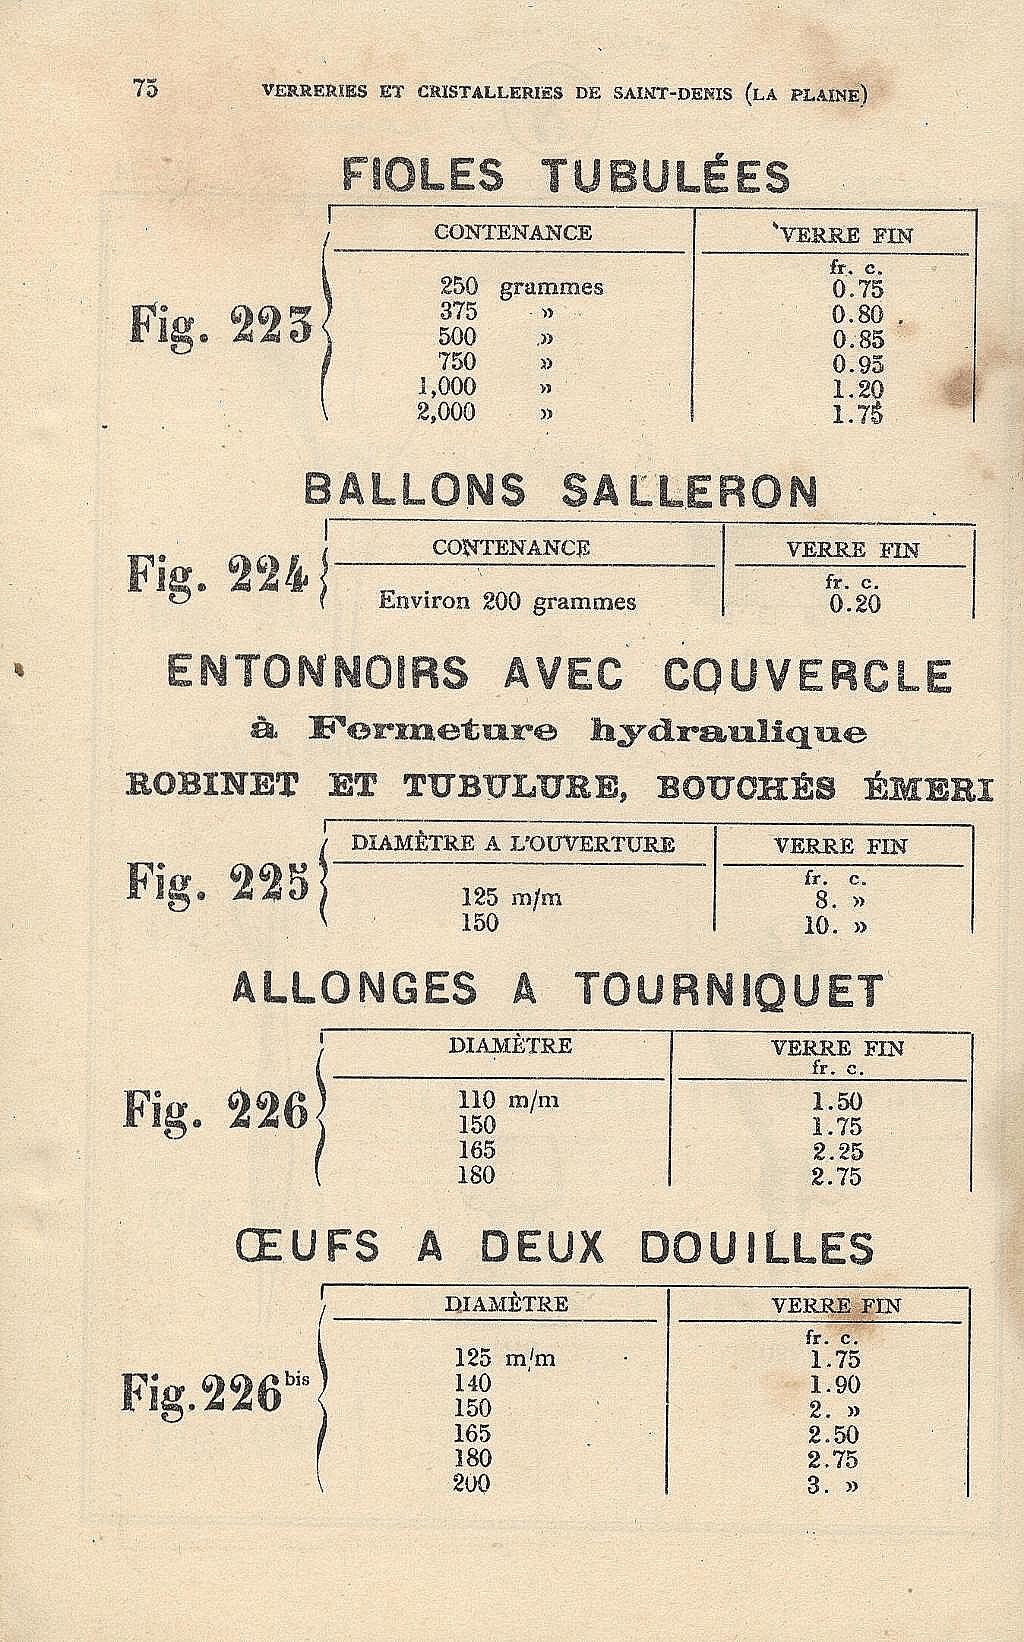 75 VERRERIES ET CRISTALLERIES DE SAINT-DENIS (LA PLAINE)
FIOLES TUBULÉES
CONTENANCE VERRE FIN
fr. c.
Fig. 223
250 grammes 0.75
375 » 0.80
500 » 0.85
750 » 0.95
1,000 » 1.20
2,000 » 1.75
BALLONS SALLERON
CONTENANCE VERRE FIN
Fig. 224
fr. c.
Environ 200 grammes 0.20
ENTONNOIRS AVEC COUVERCLE
à Fermeture hydraulique
ROBINET ET TUBULURE, BOUCHÉS ÉMERI
DIAMÈTRE A L'OUVERTURE VERRE FIN
Fig. 225
fr. c.
125 m/m 8. »
150 10. »
ALLONGES A TOURNIQUET
DIAMÈTRE VERRE FIN
fr. c.
Fig. 226
110 m/m 1.50
150 1.75
165 2.25
180 2.75
ŒUFS A DEUX DOUILLES
DIAMÈTRE VERRE FIN
fr. c.
Fig. 226 bis
125 m/m 1.75
140 1.90
150 2. »
165 2.50
180 2.75
200 3. »